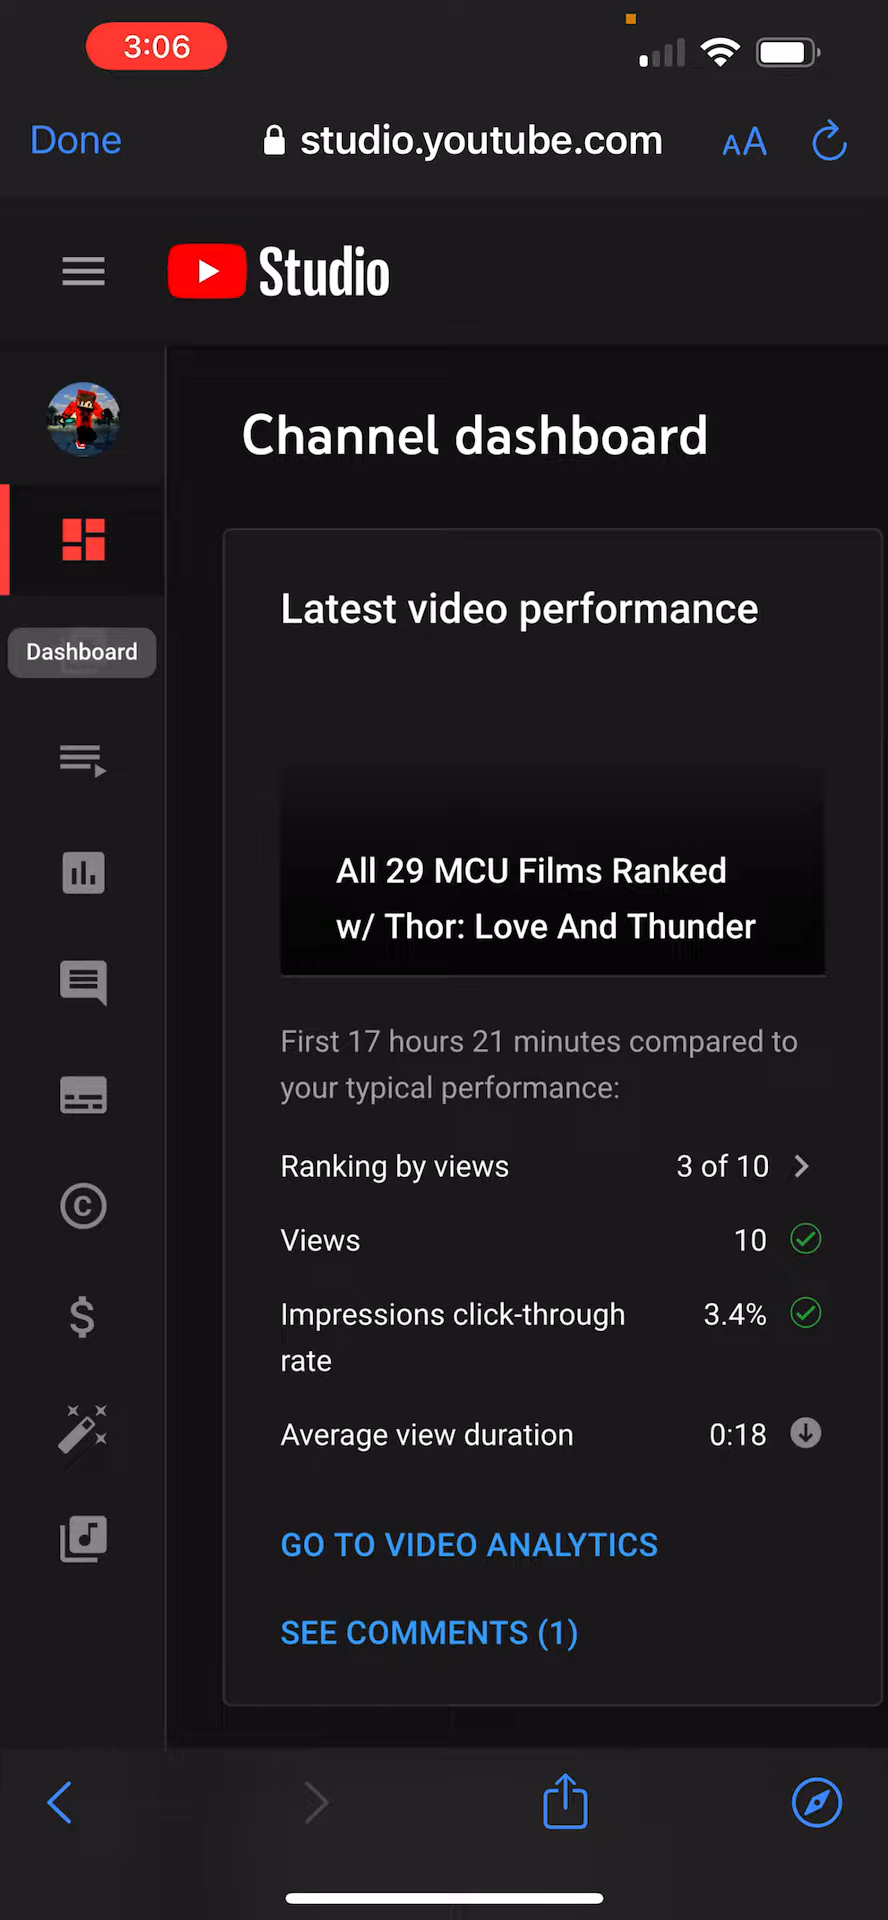 3:06
Done
studio.youtube.com
AA
Studio
Channel dashboard
Latest video performance
Dashboard
All 29 MCU Films Ranked
w/ Thor: Love And Thunder
First 17 hours 21 minutes compared to
your typical performance:
Ranking by views 3 of 10
Views 10
Impressions click-through 3.4%
rate
Average view duration 0:18
GO TO VIDEO ANALYTICS
SEE COMMENTS (1)